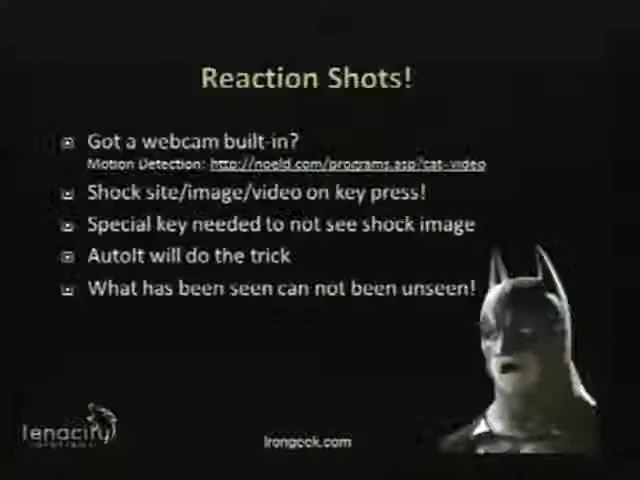 Reaction Shots!
Got a webcam built-in?
Motion Detection: http://noeld.com/programs.asp?cat=video
Shock site/image/video on key press!
Special key needed to not see shock image
AutoIt will do the trick
What has been seen can not been unseen!
Tenacity
Irongeek.com